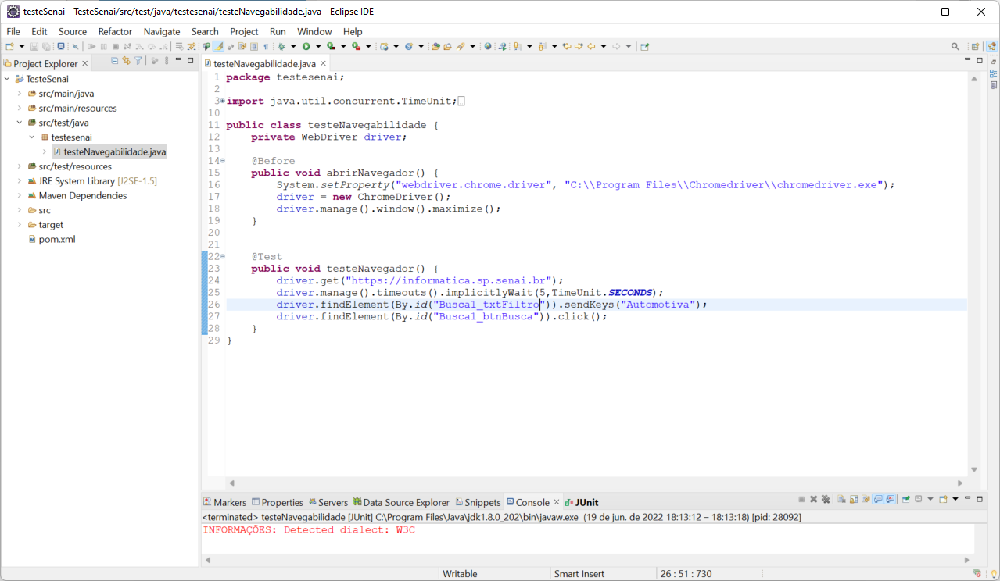 testeSenai - TesteSenai/src/test/java/testesenai/testeNavegabilidade.java - Eclipse IDE
File Edit Source Refactor Navigate Search Project Run Window Help
Project Explorer
TesteSenai
src/main/java
src/main/resources
src/test/java
testesenai
testeNavegabilidade.java
src/test/resources
JRE System Library [J2SE-1.5]
Maven Dependencies
src
target
pom.xml
testeNavegabilidade.java
1 package testesenai;
2
3 import java.util.concurrent.TimeUnit;
10
11 public class testeNavegabilidade {
12 private WebDriver driver;
13
14 @Before
15 public void abrirNavegador() {
16 System.setProperty("webdriver.chrome.driver", "C:\\Program Files\\Chromedriver\\chromedriver.exe");
17 driver = new ChromeDriver();
18 driver.manage().window().maximize();
19 }
20
21
22 @Test
23 public void testeNavegador() {
24 driver.get("https://informatica.sp.senai.br");
25 driver.manage().timeouts().implicitlyWait(5,TimeUnit.SECONDS);
26 driver.findElement(By.id("Busca1_txtFiltro")).sendKeys("Automotiva");
27 driver.findElement(By.id("Busca1_btnBusca")).click();
28 }
29 }
Markers Properties Servers Data Source Explorer Snippets Console JUnit
<terminated> testeNavegabilidade [JUnit] C:\Program Files\Java\jdk1.8.0_202\bin\javaw.exe (19 de jun. de 2022 18:13:12 – 18:13:18) [pid: 28092]
INFORMAÇÕES: Detected dialect: W3C
Writable Smart Insert 26 : 51 : 730